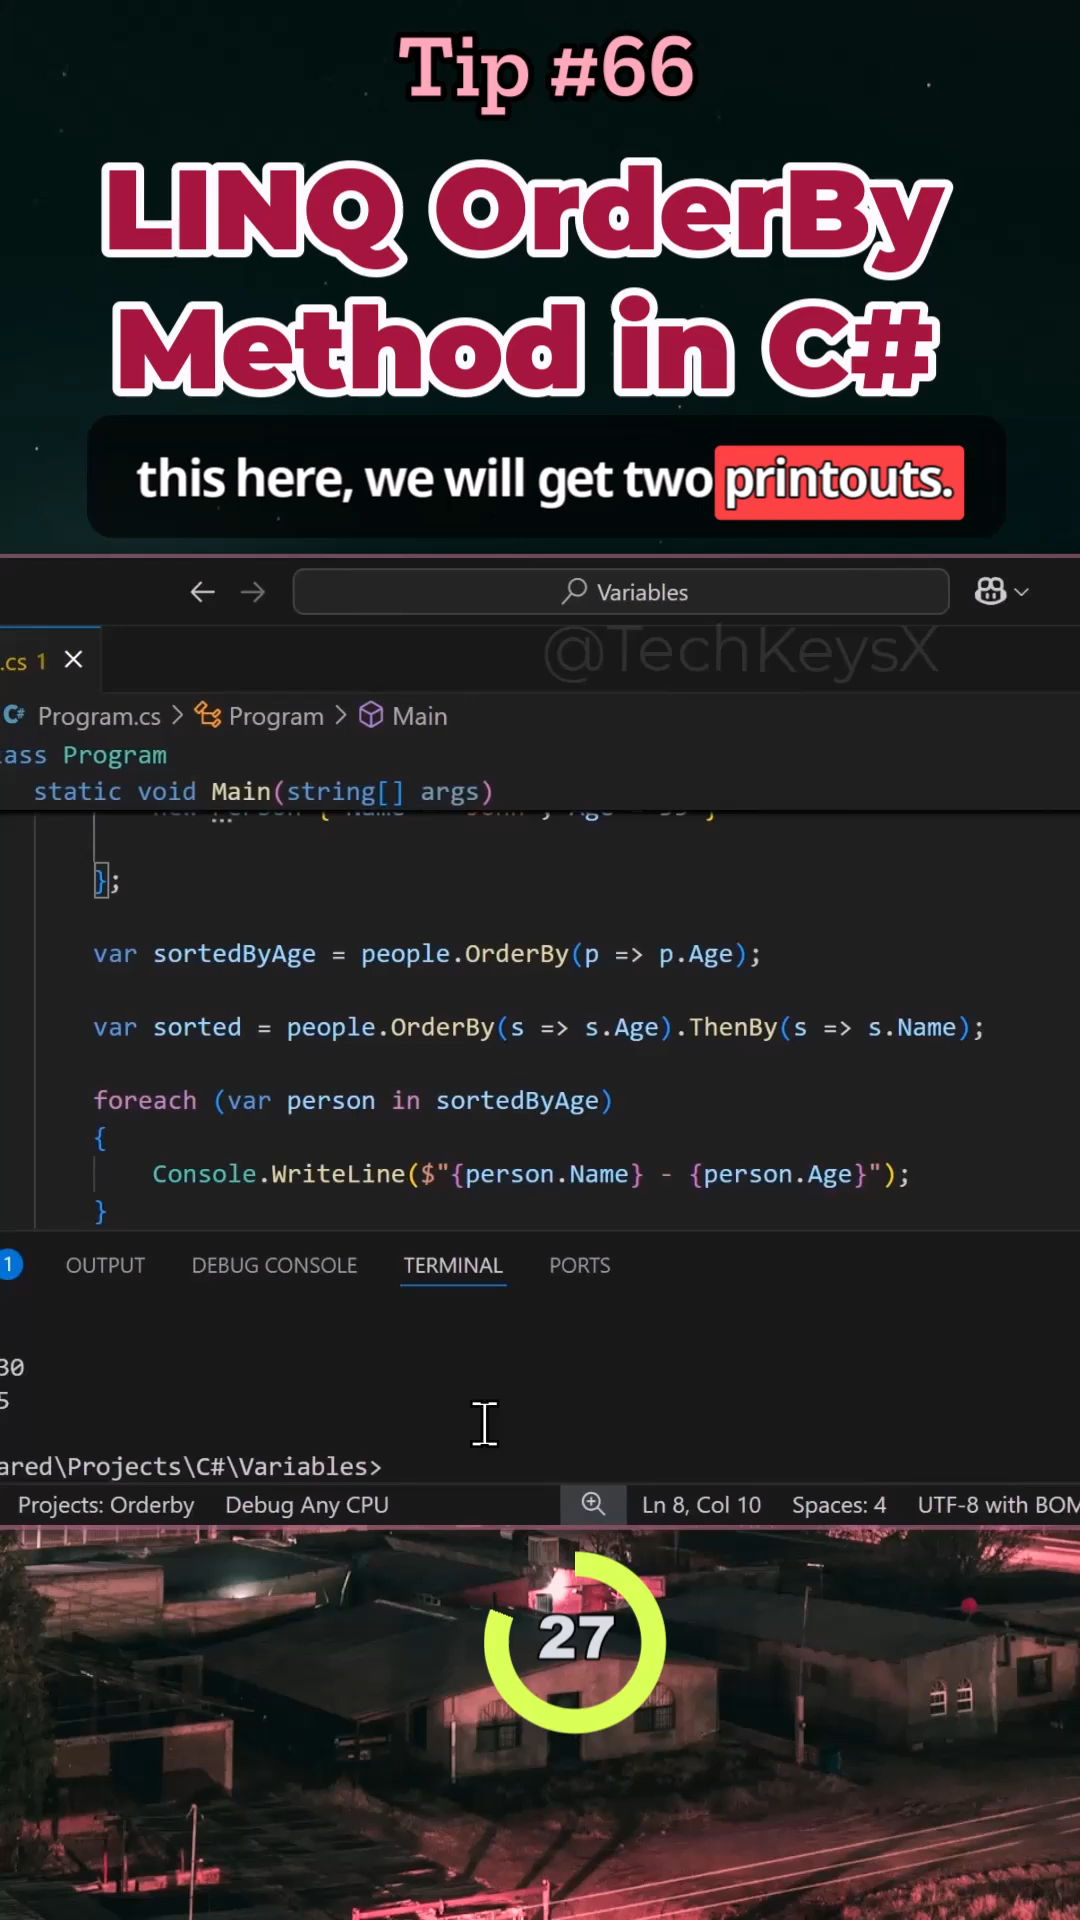 Tip #66
LINQ OrderBy
Method in C#
this here, we will get two printouts.
Variables
@TechKeysX
.cs 1
Program.cs > Program > Main
ass Program
static void Main(string[] args)
};
var sortedByAge = people.OrderBy(p => p.Age);
var sorted = people.OrderBy(s => s.Age).ThenBy(s => s.Name);
foreach (var person in sortedByAge)
{
Console.WriteLine($"{person.Name} - {person.Age}");
}
1 OUTPUT DEBUG CONSOLE TERMINAL PORTS
30
5
ared\Projects\C#\Variables>
Projects: Orderby Debug Any CPU Ln 8, Col 10 Spaces: 4 UTF-8 with BOM
27